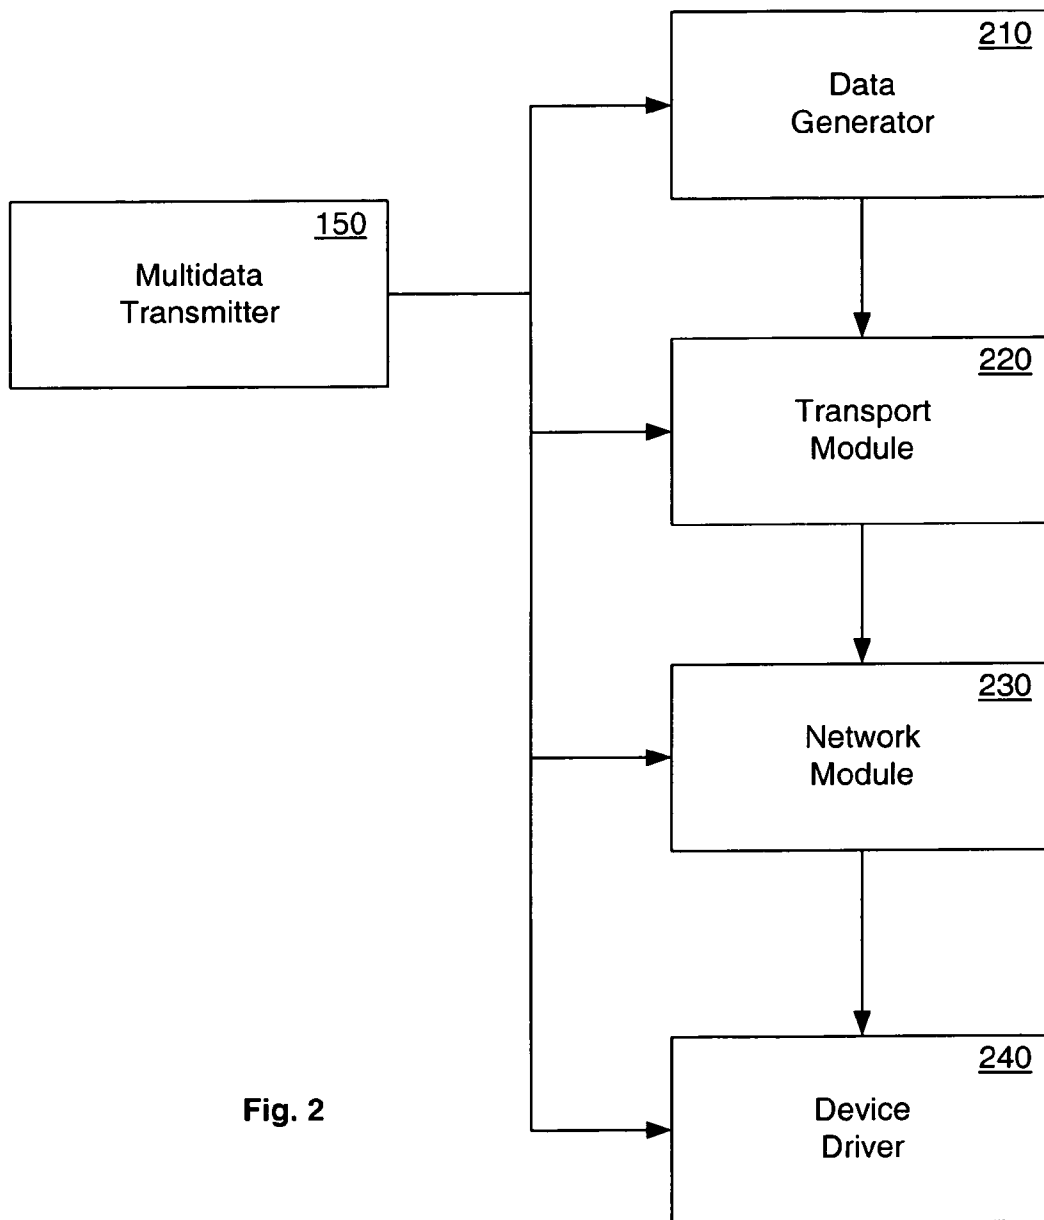 210
Data
Generator
150
Multidata
Transmitter
220
Transport
Module
230
Network
Module
240
Device
Driver
Fig. 2